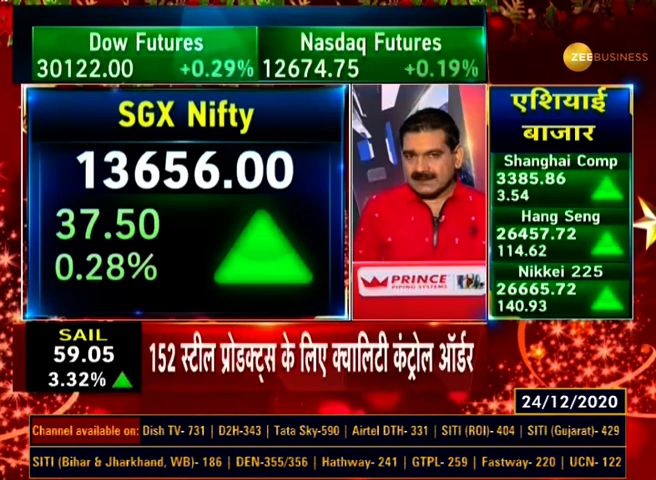 Dow Futures
30122.00 +0.29%
Nasdaq Futures
12674.75 +0.19%
ZEE BUSINESS
SGX Nifty
13656.00
37.50
0.28%
PRINCE
PIPING SYSTEMS
एशियाई
बाजार
Shanghai Comp
3385.86
3.54
Hang Seng
26457.72
114.62
Nikkei 225
26665.72
140.93
SAIL
59.05
3.32%
152 स्टील प्रोडक्ट्स के लिए क्वालिटी कंट्रोल ऑर्डर
24/12/2020
Channel available on: Dish TV- 731 | D2H-343 | Tata Sky-590 | Airtel DTH- 331 | SITI (ROI)- 404 | SITI (Gujarat)- 429
SITI (Bihar & Jharkhand, WB)- 186 | DEN-355/356 | Hathway- 241 | GTPL- 259 | Fastway- 220 | UCN- 122